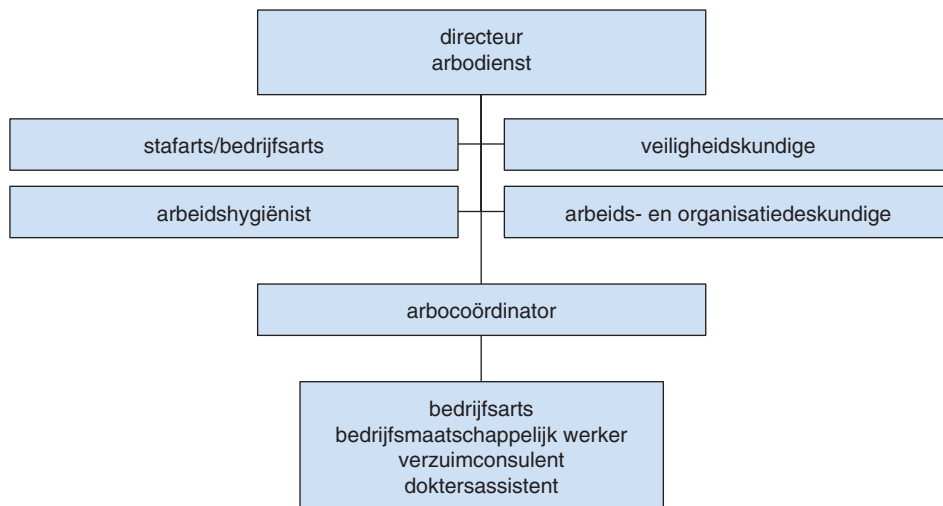 directeur
arbodienst
stafarts/bedrijfsarts
veiligheidskundige
arbeidshygiënist
arbeids- en organisatiedeskundige
arbocoördinator
bedrijfsarts
bedrijfsmaatschappelijk werker
verzuimconsulent
doktersassistent